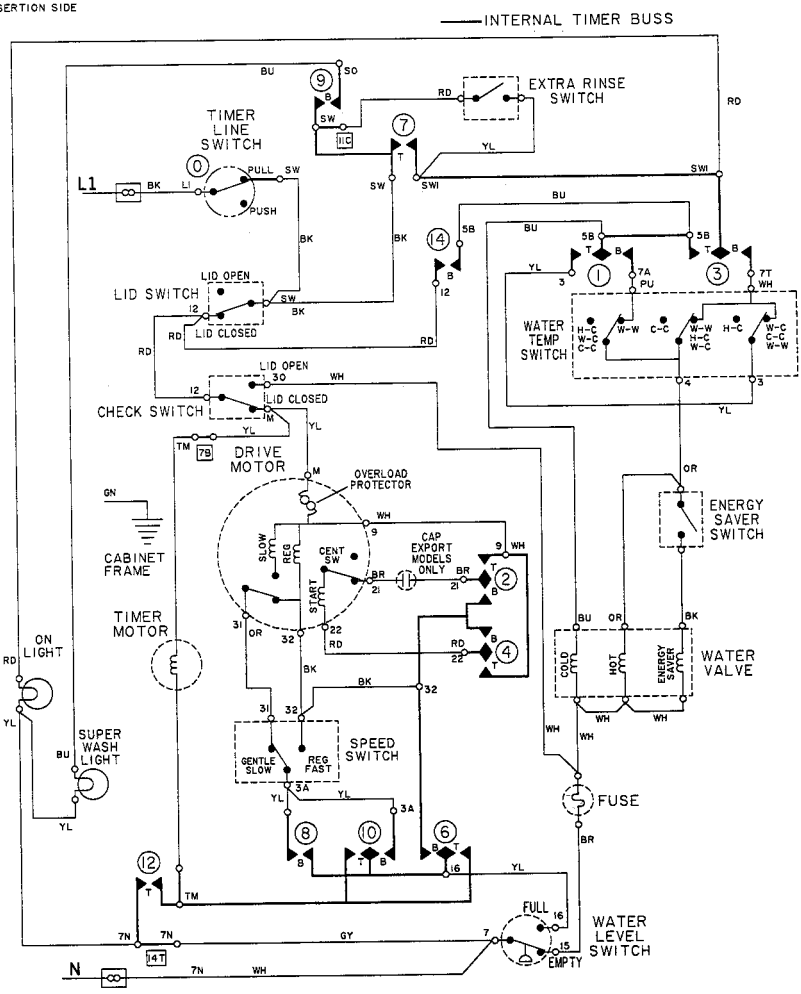 SERTION SIDE
INTERNAL TIMER BUSS
BU
SO
9
B
RD
EXTRA RINSE
SWITCH
TIMER
LINE
SWITCH
SW
11C
7
T
YL
RD
O
PULL
SW
PUSH
L1
BK
LI
SW
SWI
SWI
BU
BU
BK
BK
14
5B
B
12
5B
5B
T
B
T
B
YL
3
1
7A
PU
3
7T
WH
LID OPEN
LID SWITCH
12
SW
BK
LID CLOSED
RD
RD
RD
WATER
TEMP
SWITCH
H-C
W-C
C-C
W-W
C-C
W-W
H-C
W-C
H-C
W-C
C-C
W-W
4
3
YL
LID OPEN
30
WH
12
LID CLOSED
M
CHECK SWITCH
YL
YL
TM
7B
DRIVE
MOTOR
M
OVERLOAD
PROTECTOR
GN
CABINET
FRAME
WH
9
SLOW
REG
CENT
SW
START
CAP
EXPORT
MODELS
ONLY
BR
21
BR
21
9
WH
T
2
B
B
4
T
RD
22
OR
ENERGY
SAVER
SWITCH
TIMER
MOTOR
31
OR
32
22
RD
BK
BK
32
BU
OR
BK
COLD
HOT
ENERGY
SAVER
WATER
VALVE
WH
WH
WH
WH
ON
LIGHT
RD
YL
SUPER
WASH
LIGHT
BU
YL
31
32
SPEED
SWITCH
GENTLE
SLOW
REG
FAST
3A
YL
YL
3A
FUSE
BR
8
B
10
T
B
6
B
T
16
YL
12
T
TM
7N
7N
14T
GY
7
FULL
16
15
EMPTY
WATER
LEVEL
SWITCH
N
7N
WH